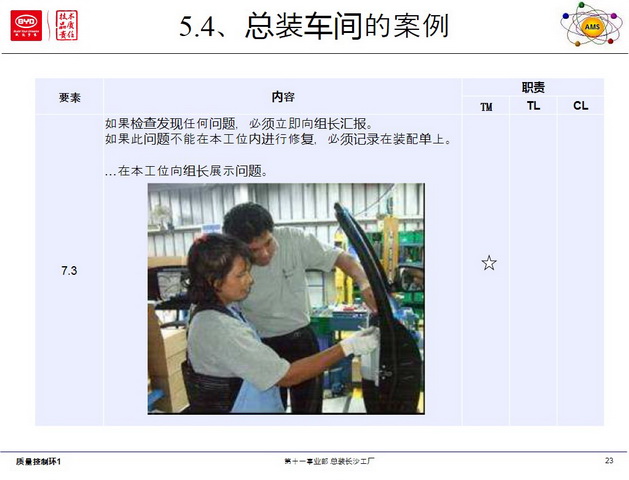 BYD
技术
品质
责信
5.4、总装车间的案例
AMS
要素
内容
职责
TM
TL
CL
如果检查发现任何问题，必须立即向组长汇报。
如果此问题不能在本工位内进行修复，必须记录在装配单上。
…在本工位向组长展示问题。
7.3
☆
质量控制环1
第十一事业部 总装长沙工厂
23